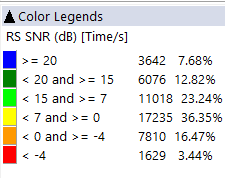 Color Legends
RS SNR (dB) [Time/s]
>= 20 3642 7.68%
< 20 and >= 15 6076 12.82%
< 15 and >= 7 11018 23.24%
< 7 and >= 0 17235 36.35%
< 0 and >= -4 7810 16.47%
< -4 1629 3.44%